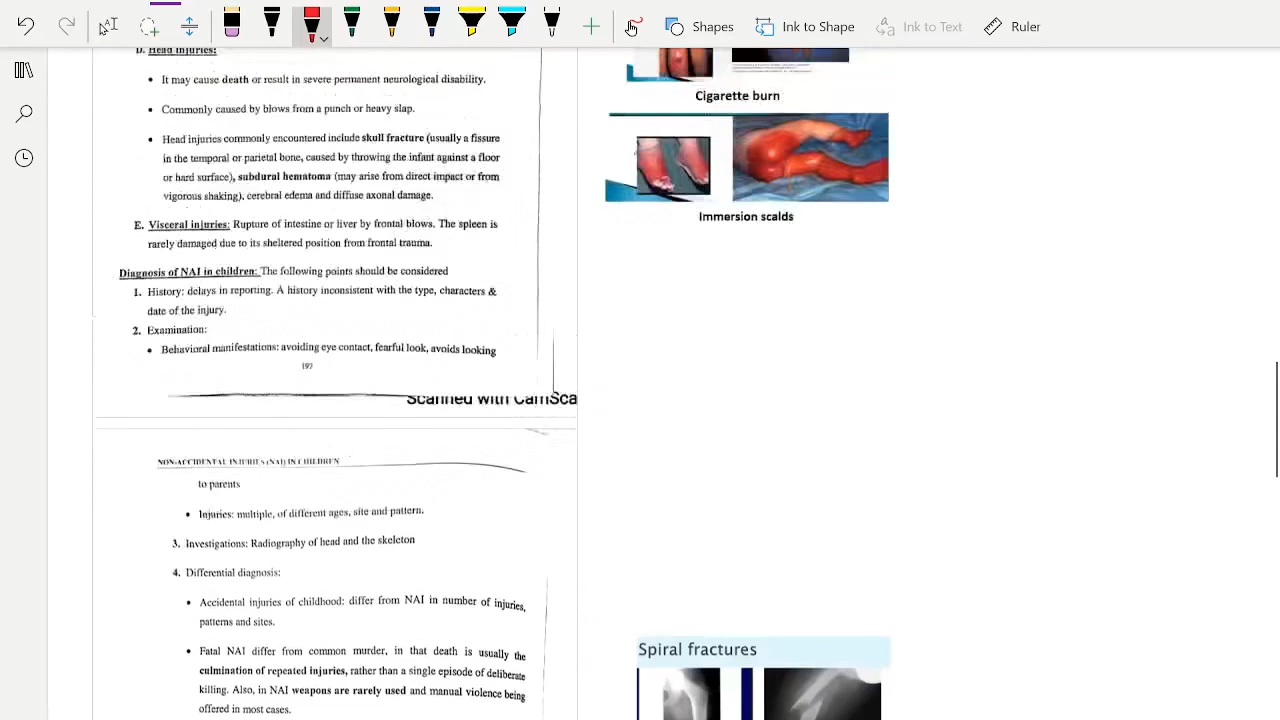 Shapes
Ink to Shape
Ink to Text
Ruler
D. Head injuries:
• It may cause death or result in severe permanent neurological disability.
• Commonly caused by blows from a punch or heavy slap.
• Head injuries commonly encountered include skull fracture (usually a fissure
in the temporal or parietal bone, caused by throwing the infant against a floor
or hard surface), subdural hematoma (may arise from direct impact or from
vigorous shaking), cerebral edema and diffuse axonal damage.
E. Visceral injuries: Rupture of intestine or liver by frontal blows. The spleen is
rarely damaged due to its sheltered position from frontal trauma.
Diagnosis of NAI in children: The following points should be considered
1. History: delays in reporting. A history inconsistent with the type, characters &
date of the injury.
2. Examination:
• Behavioral manifestations: avoiding eye contact, fearful look, avoids looking
197
Scanned with CamSca
NON-ACCIDENTAL INJURIES (NAI) IN CHILDREN
to parents
• Injuries: multiple, of different ages, site and pattern.
3. Investigations: Radiography of head and the skeleton
4. Differential diagnosis:
• Accidental injuries of childhood: differ from NAI in number of injuries,
patterns and sites.
• Fatal NAI differ from common murder, in that death is usually the
culmination of repeated injuries, rather than a single episode of deliberate
killing. Also, in NAI weapons are rarely used and manual violence being
offered in most cases.
Cigarette burn
Immersion scalds
Spiral fractures